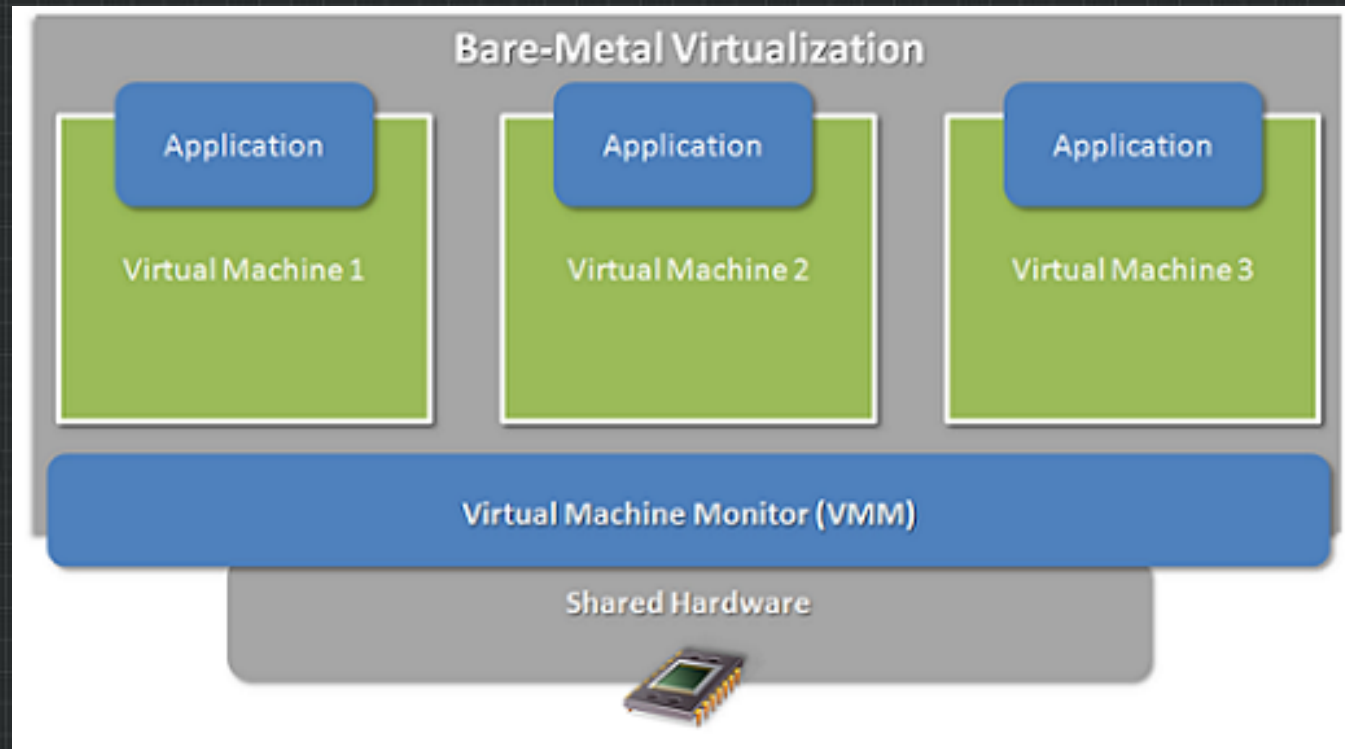 Bare-Metal Virtualization
Application
Application
Application
Virtual Machine 1
Virtual Machine 2
Virtual Machine 3
Virtual Machine Monitor (VMM)
Shared Hardware